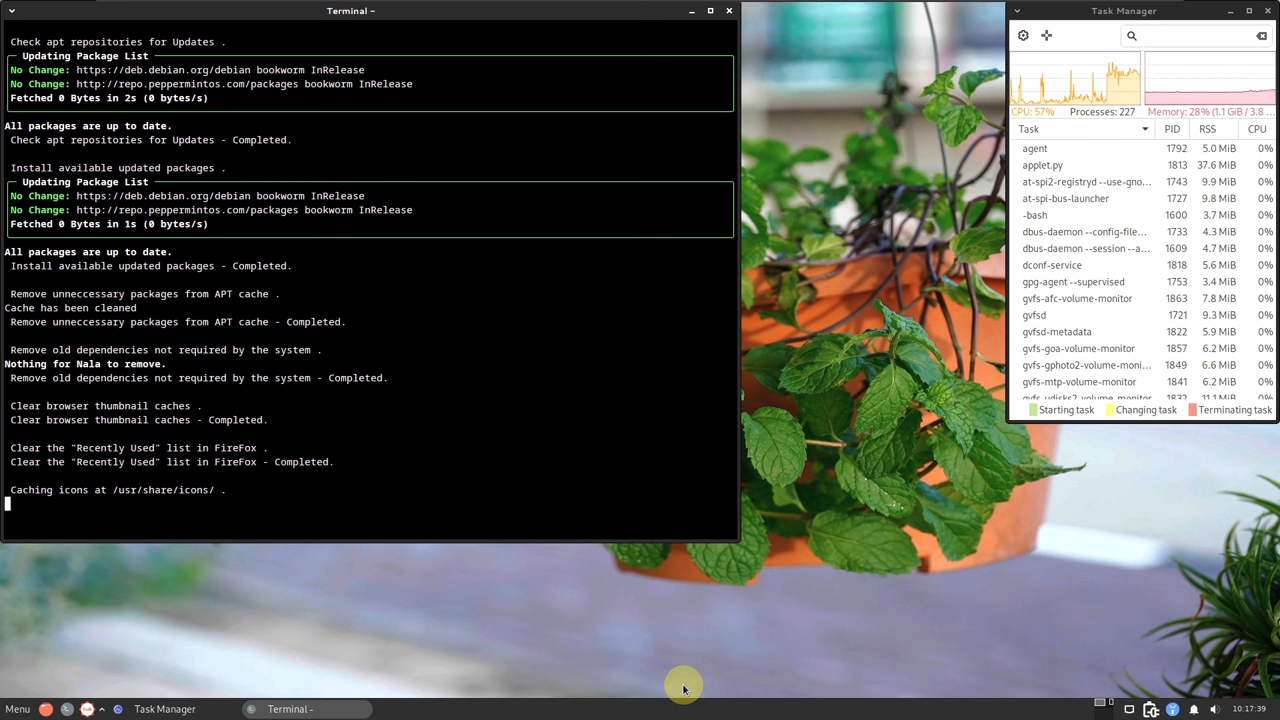 Terminal –
Check apt repositories for Updates .
Updating Package List
No Change: https://deb.debian.org/debian bookworm InRelease
No Change: http://repo.peppermintos.com/packages bookworm InRelease
Fetched 0 Bytes in 2s (0 bytes/s)
All packages are up to date.
Check apt repositories for Updates - Completed.
Install available updated packages .
Updating Package List
No Change: https://deb.debian.org/debian bookworm InRelease
No Change: http://repo.peppermintos.com/packages bookworm InRelease
Fetched 0 Bytes in 1s (0 bytes/s)
All packages are up to date.
Install available updated packages - Completed.
Remove unneccessary packages from APT cache .
Cache has been cleaned
Remove unneccessary packages from APT cache - Completed.
Remove old dependencies not required by the system .
Nothing for Nala to remove.
Remove old dependencies not required by the system - Completed.
Clear browser thumbnail caches .
Clear browser thumbnail caches - Completed.
Clear the "Recently Used" list in FireFox .
Clear the "Recently Used" list in FireFox - Completed.
Caching icons at /usr/share/icons/ .
Task Manager
CPU: 57% Processes: 227 Memory: 28% (1.1 GiB / 3.8 ...
Task PID RSS CPU
agent 1792 5.0 MiB 0%
applet.py 1813 37.6 MiB 0%
at-spi2-registryd --use-gno... 1743 9.9 MiB 0%
at-spi-bus-launcher 1727 9.8 MiB 0%
-bash 1600 3.7 MiB 0%
dbus-daemon --config-file... 1733 4.3 MiB 0%
dbus-daemon --session --a... 1609 4.7 MiB 0%
dconf-service 1818 5.6 MiB 0%
gpg-agent --supervised 1753 3.4 MiB 0%
gvfs-afc-volume-monitor 1863 7.8 MiB 0%
gvfsd 1721 9.3 MiB 0%
gvfsd-metadata 1822 5.9 MiB 0%
gvfs-goa-volume-monitor 1857 6.2 MiB 0%
gvfs-gphoto2-volume-moni... 1849 6.6 MiB 0%
gvfs-mtp-volume-monitor 1841 6.2 MiB 0%
gvfs-udisks2-volume-monitor 1832 11.1 MiB 0%
Starting task Changing task Terminating task
Menu Task Manager Terminal - 10:17:39